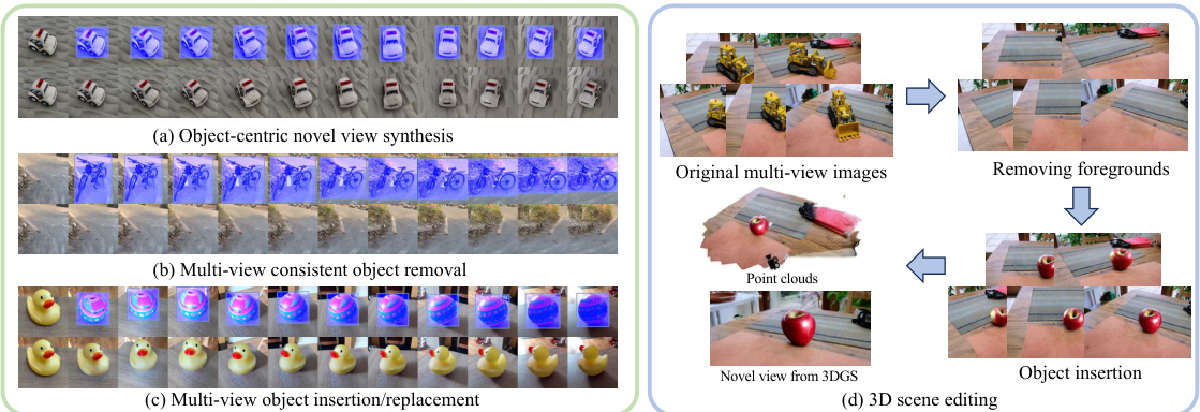 (a) Object-centric novel view synthesis
(b) Multi-view consistent object removal
(c) Multi-view object insertion/replacement
Original multi-view images
Removing foregrounds
Point clouds
Novel view from 3DGS
Object insertion
(d) 3D scene editing